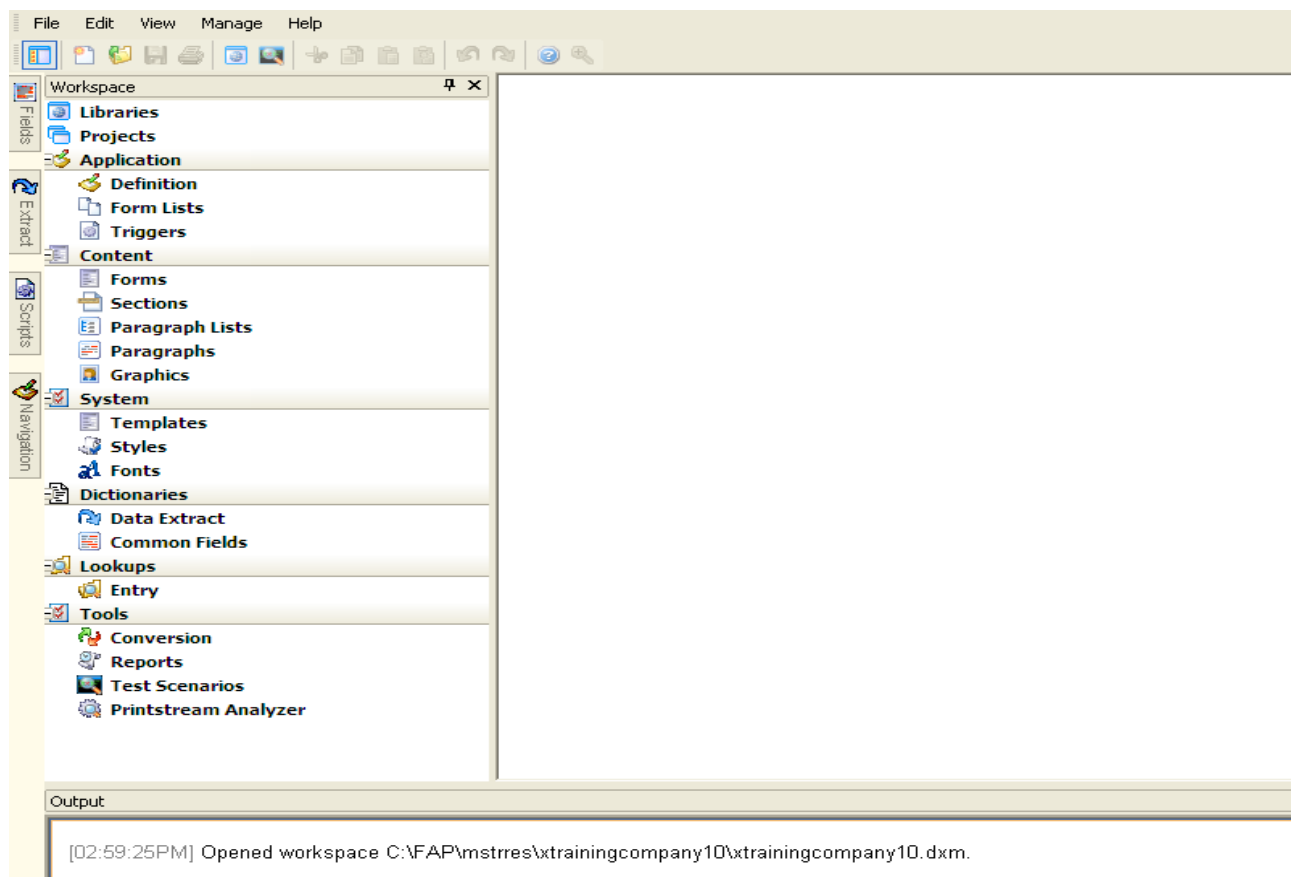 File Edit View Manage Help
Workspace
Fields
Extract
Scripts
Navigation
Libraries
Projects
Application
Definition
Form Lists
Triggers
Content
Forms
Sections
Paragraph Lists
Paragraphs
Graphics
System
Templates
Styles
Fonts
Dictionaries
Data Extract
Common Fields
Lookups
Entry
Tools
Conversion
Reports
Test Scenarios
Printstream Analyzer
Output
[02:59:25PM] Opened workspace C:\FAP\mstrres\xtrainingcompany10\xtrainingcompany10.dxm.